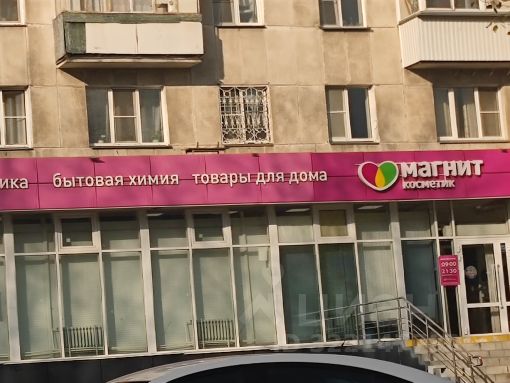 ика бытовая химия товары для дома
магнит
косметик
09:00
21:30